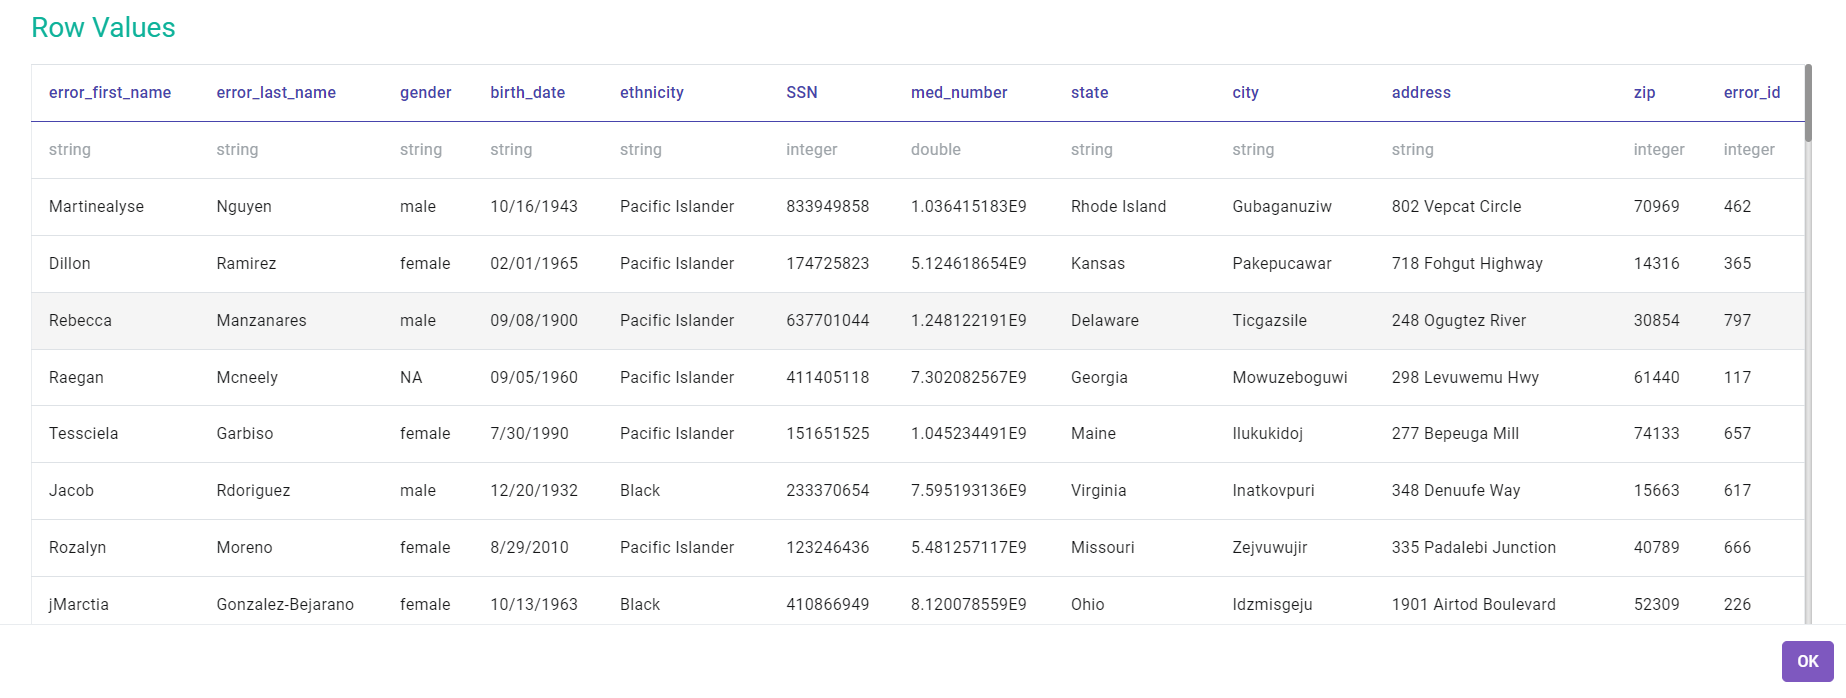 Row Values
error_first_name error_last_name gender birth_date ethnicity SSN med_number state city address zip error_id
string string string string string integer double string string string integer integer
Martinealyse Nguyen male 10/16/1943 Pacific Islander 833949858 1.036415183E9 Rhode Island Gubaganuziw 802 Vepcat Circle 70969 462
Dillon Ramirez female 02/01/1965 Pacific Islander 174725823 5.124618654E9 Kansas Pakepucawar 718 Fohgut Highway 14316 365
Rebecca Manzanares male 09/08/1900 Pacific Islander 637701044 1.248122191E9 Delaware Ticgazsile 248 Ogugtez River 30854 797
Raegan Mcneely NA 09/05/1960 Pacific Islander 411405118 7.302082567E9 Georgia Mowuzeboguwi 298 Levuwemu Hwy 61440 117
Tessciela Garbiso female 7/30/1990 Pacific Islander 151651525 1.045234491E9 Maine Ilukukidoj 277 Bepeuga Mill 74133 657
Jacob Rdoriguez male 12/20/1932 Black 233370654 7.595193136E9 Virginia Inatkovpuri 348 Denuufe Way 15663 617
Rozalyn Moreno female 8/29/2010 Pacific Islander 123246436 5.481257117E9 Missouri Zejvuwujir 335 Padalebi Junction 40789 666
jMarctia Gonzalez-Bejarano female 10/13/1963 Black 410866949 8.120078559E9 Ohio Idzmisgeju 1901 Airtod Boulevard 52309 226
OK